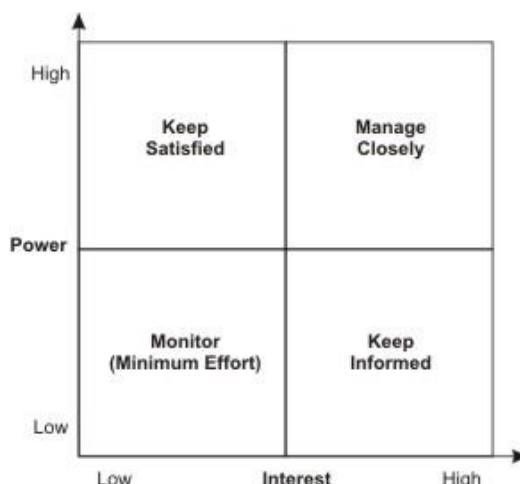 High
Keep
Satisfied
Manage
Closely
Power
Monitor
(Minimum Effort)
Keep
Informed
Low
Low
Interest
High